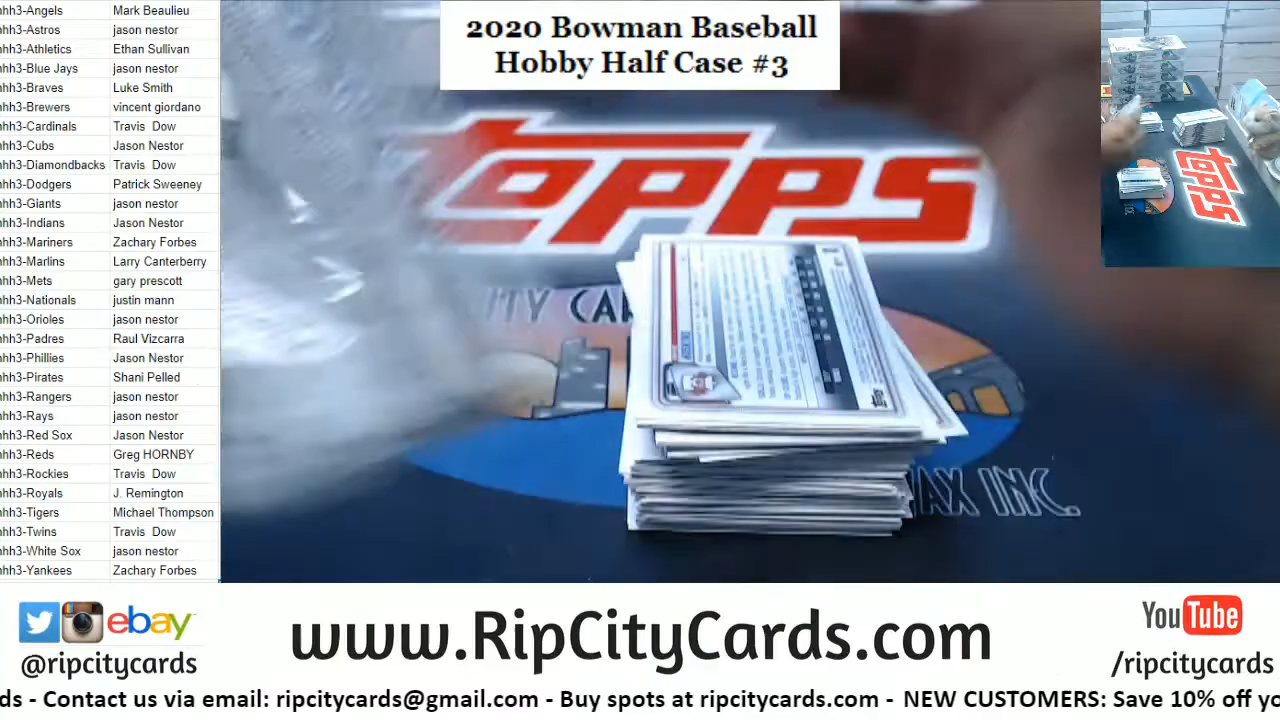 2020 Bowman Baseball
Hobby Half Case #3
hh3-Angels Mark Beaulieu
hh3-Astros jason nestor
hh3-Athletics Ethan Sullivan
hh3-Blue Jays jason nestor
hh3-Braves Luke Smith
hh3-Brewers vincent giordano
hh3-Cardinals Travis Dow
hh3-Cubs Jason Nestor
hh3-Diamondbacks Travis Dow
hh3-Dodgers Patrick Sweeney
hh3-Giants jason nestor
hh3-Indians Jason Nestor
hh3-Mariners Zachary Forbes
hh3-Marlins Larry Canterberry
hh3-Mets gary prescott
hh3-Nationals justin mann
hh3-Orioles jason nestor
hh3-Padres Raul Vizcarra
hh3-Phillies Jason Nestor
hh3-Pirates Shani Pelled
hh3-Rangers jason nestor
hh3-Rays jason nestor
hh3-Red Sox Jason Nestor
hh3-Reds Greg HORNBY
hh3-Rockies Travis Dow
hh3-Royals J. Remington
hh3-Tigers Michael Thompson
hh3-Twins Travis Dow
hh3-White Sox jason nestor
hh3-Yankees Zachary Forbes
topps
ITY CA
AX INC.
topps
topps
ebay
@ripcitycards
www.RipCityCards.com
YouTube
/ripcitycards
ds - Contact us via email: ripcitycards@gmail.com - Buy spots at ripcitycards.com - NEW CUSTOMERS: Save 10% off yo